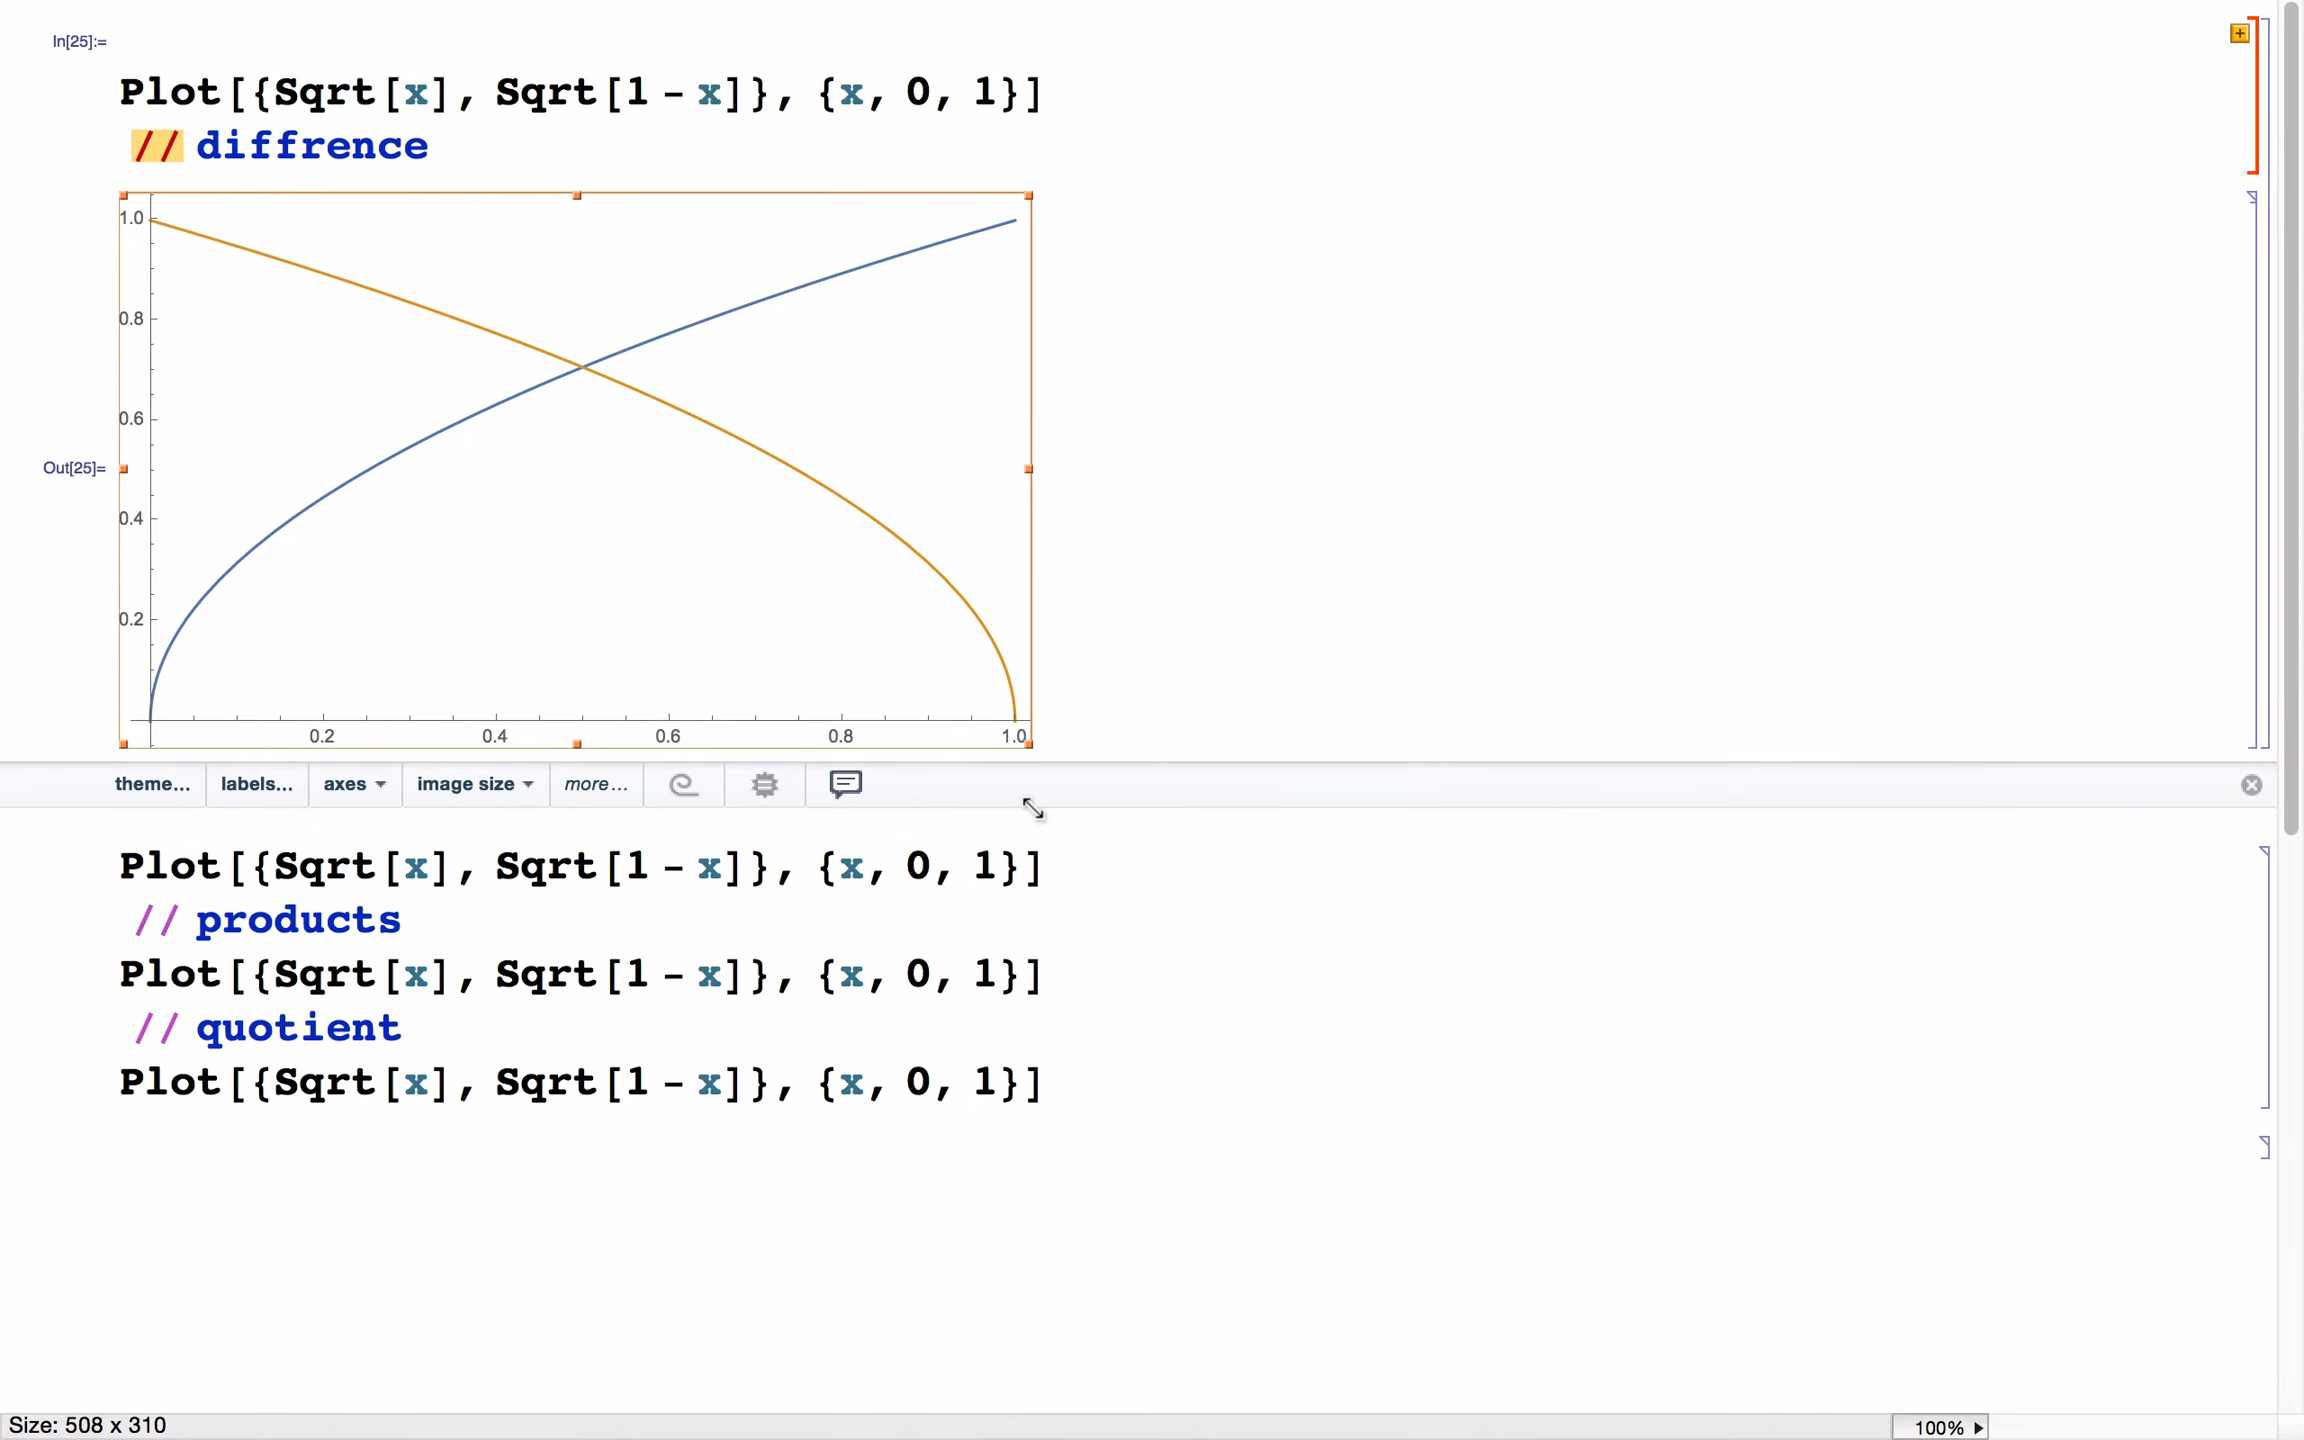 In[25]:=
Plot[{Sqrt[x], Sqrt[1 - x]}, {x, 0, 1}]
// diffrence
1.0
0.8
0.6
Out[25]=
0.4
0.2
0.2 0.4 0.6 0.8 1.0
theme... labels... axes image size more...
Plot[{Sqrt[x], Sqrt[1 - x]}, {x, 0, 1}]
// products
Plot[{Sqrt[x], Sqrt[1 - x]}, {x, 0, 1}]
// quotient
Plot[{Sqrt[x], Sqrt[1 - x]}, {x, 0, 1}]
Size: 508 x 310 100%